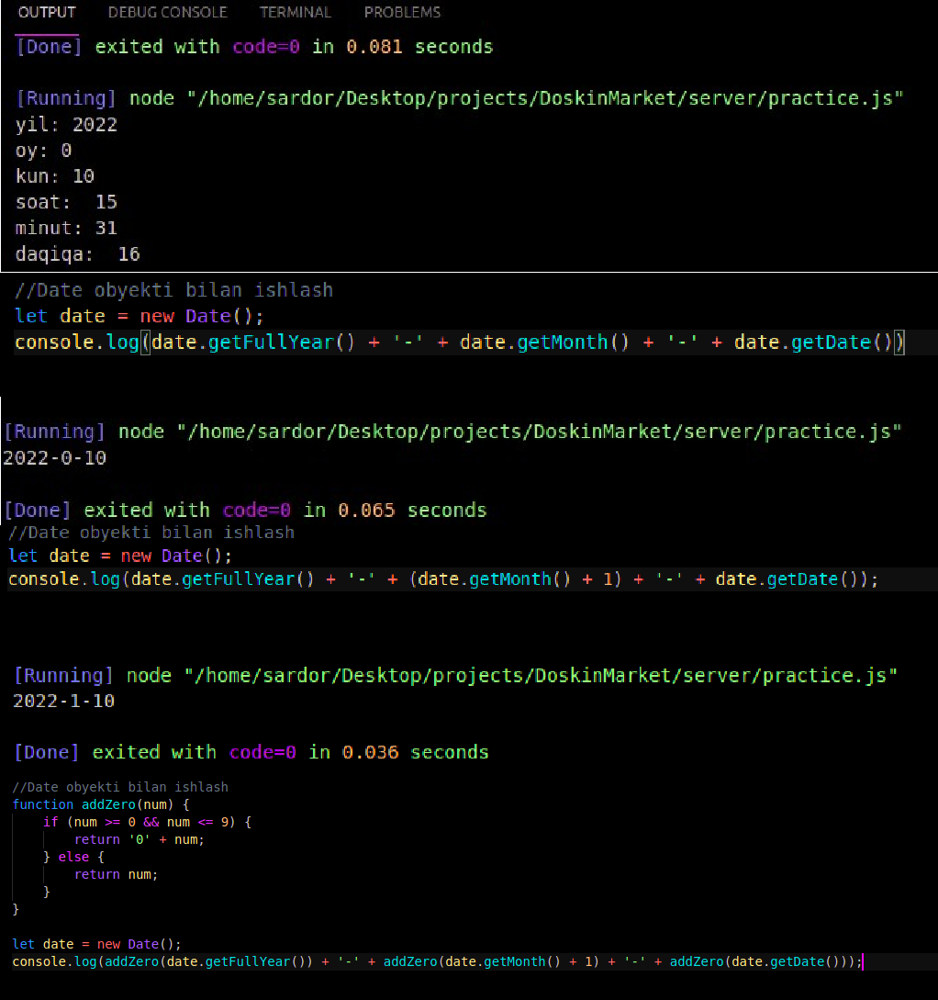 OUTPUT DEBUG CONSOLE TERMINAL PROBLEMS
[Done] exited with code=0 in 0.081 seconds
[Running] node "/home/sardor/Desktop/projects/DoskinMarket/server/practice.js"
yil: 2022
oy: 0
kun: 10
soat:  15
minut: 31
daqiqa:  16
//Date obyekti bilan ishlash
let date = new Date();
console.log(date.getFullYear() + '-' + date.getMonth() + '-' + date.getDate())
[Running] node "/home/sardor/Desktop/projects/DoskinMarket/server/practice.js"
2022-0-10
[Done] exited with code=0 in 0.065 seconds
//Date obyekti bilan ishlash
let date = new Date();
console.log(date.getFullYear() + '-' + (date.getMonth() + 1) + '-' + date.getDate());
[Running] node "/home/sardor/Desktop/projects/DoskinMarket/server/practice.js"
2022-1-10
[Done] exited with code=0 in 0.036 seconds
//Date obyekti bilan ishlash
function addZero(num) {
    if (num >= 0 && num <= 9) {
        return '0' + num;
    } else {
        return num;
    }
}
let date = new Date();
console.log(addZero(date.getFullYear()) + '-' + addZero(date.getMonth() + 1) + '-' + addZero(date.getDate()));